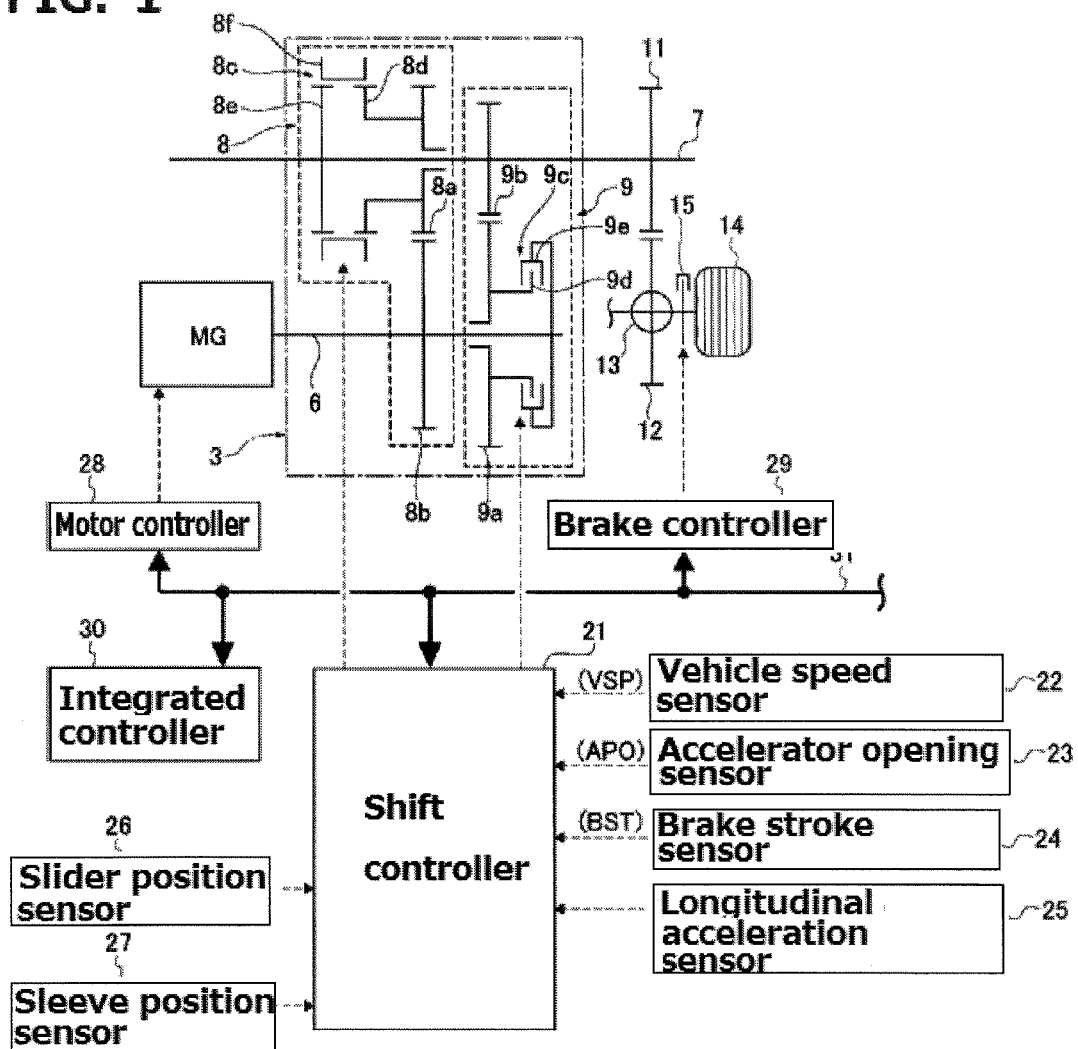 FIG. 1
8f
8c
8d
8e
8
11
7
9b
9c
9
8a
9e
15
14
9d
MG
6
13
3
12
28
8b
9a
29
Motor controller
Brake controller
31
30
21
Integrated
controller
(VSP)
Vehicle speed
sensor
22
(APO)
Accelerator opening
sensor
23
Shift
controller
(BST)
Brake stroke
sensor
24
26
Slider position
sensor
Longitudinal
acceleration
sensor
25
27
Sleeve position
sensor